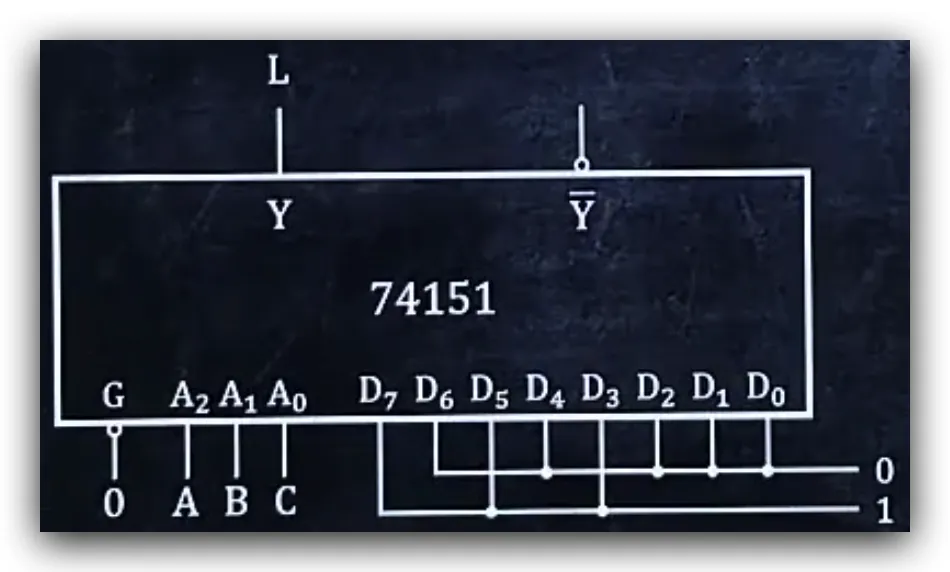 L
Y Y̅
74151
G A₂ A₁ A₀ D₇ D₆ D₅ D₄ D₃ D₂ D₁ D₀
0
1
0 A B C